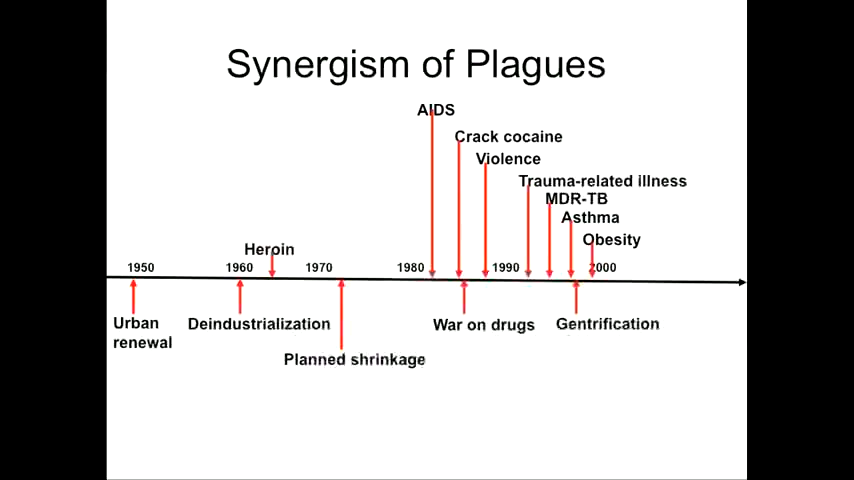 Synergism of Plagues
AIDS
Crack cocaine
Violence
Trauma-related illness
MDR-TB
Asthma
Obesity
Heroin
1950 1960 1970 1980 1990 2000
Urban
renewal
Deindustrialization
War on drugs
Gentrification
Planned shrinkage